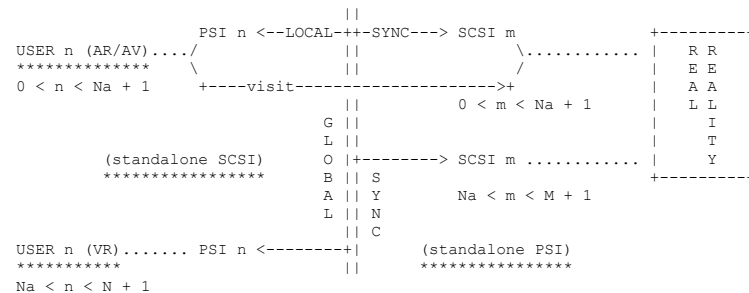 ||
PSI n <--LOCAL-++-SYNC---> SCSI m +----------
USER n (AR/AV)..../ || \............ | R R
************** \ || / | E E
0 < n < Na + 1 +----visit---------------------->+ | A A
|| 0 < m < Na + 1 | L L
G || | I
L || | T
(standalone SCSI) O |+--------> SCSI m ............ | Y
***************** B || S +----------
A || Y Na < m < M + 1
L || N
|| C
USER n (VR)....... PSI n <--------+| (standalone PSI)
*********** || ****************
Na < n < N + 1